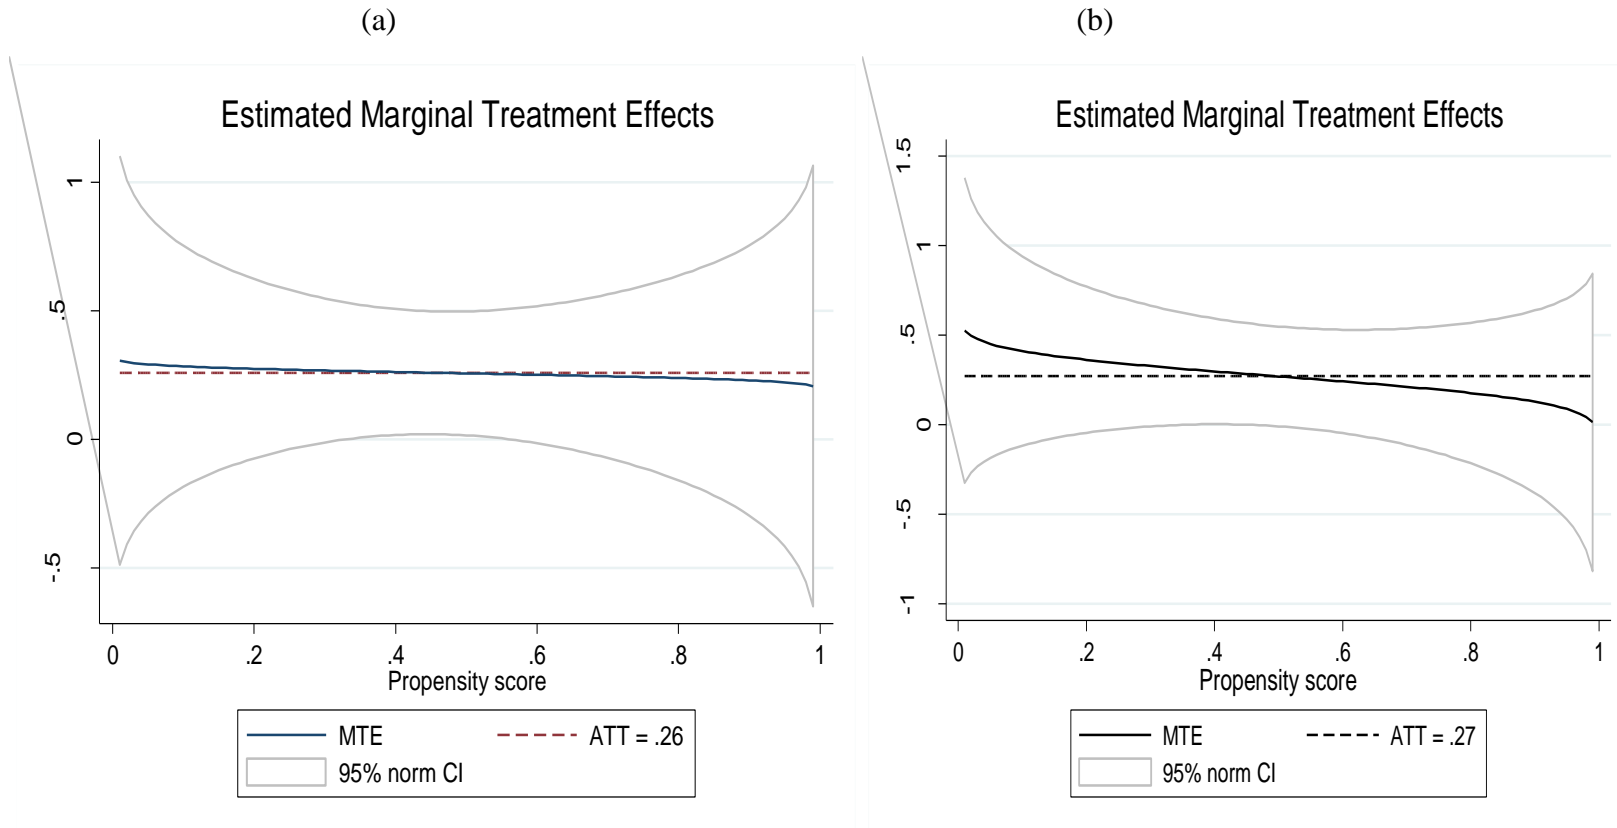 (a)
Estimated Marginal Treatment Effects
1
.5
0
-.5
0 .2 .4 .6 .8 1
Propensity score
MTE ATT = .26
95% norm CI
(b)
Estimated Marginal Treatment Effects
1.5
1
.5
0
-.5
-1
0 .2 .4 .6 .8 1
Propensity score
MTE ATT = .27
95% norm CI